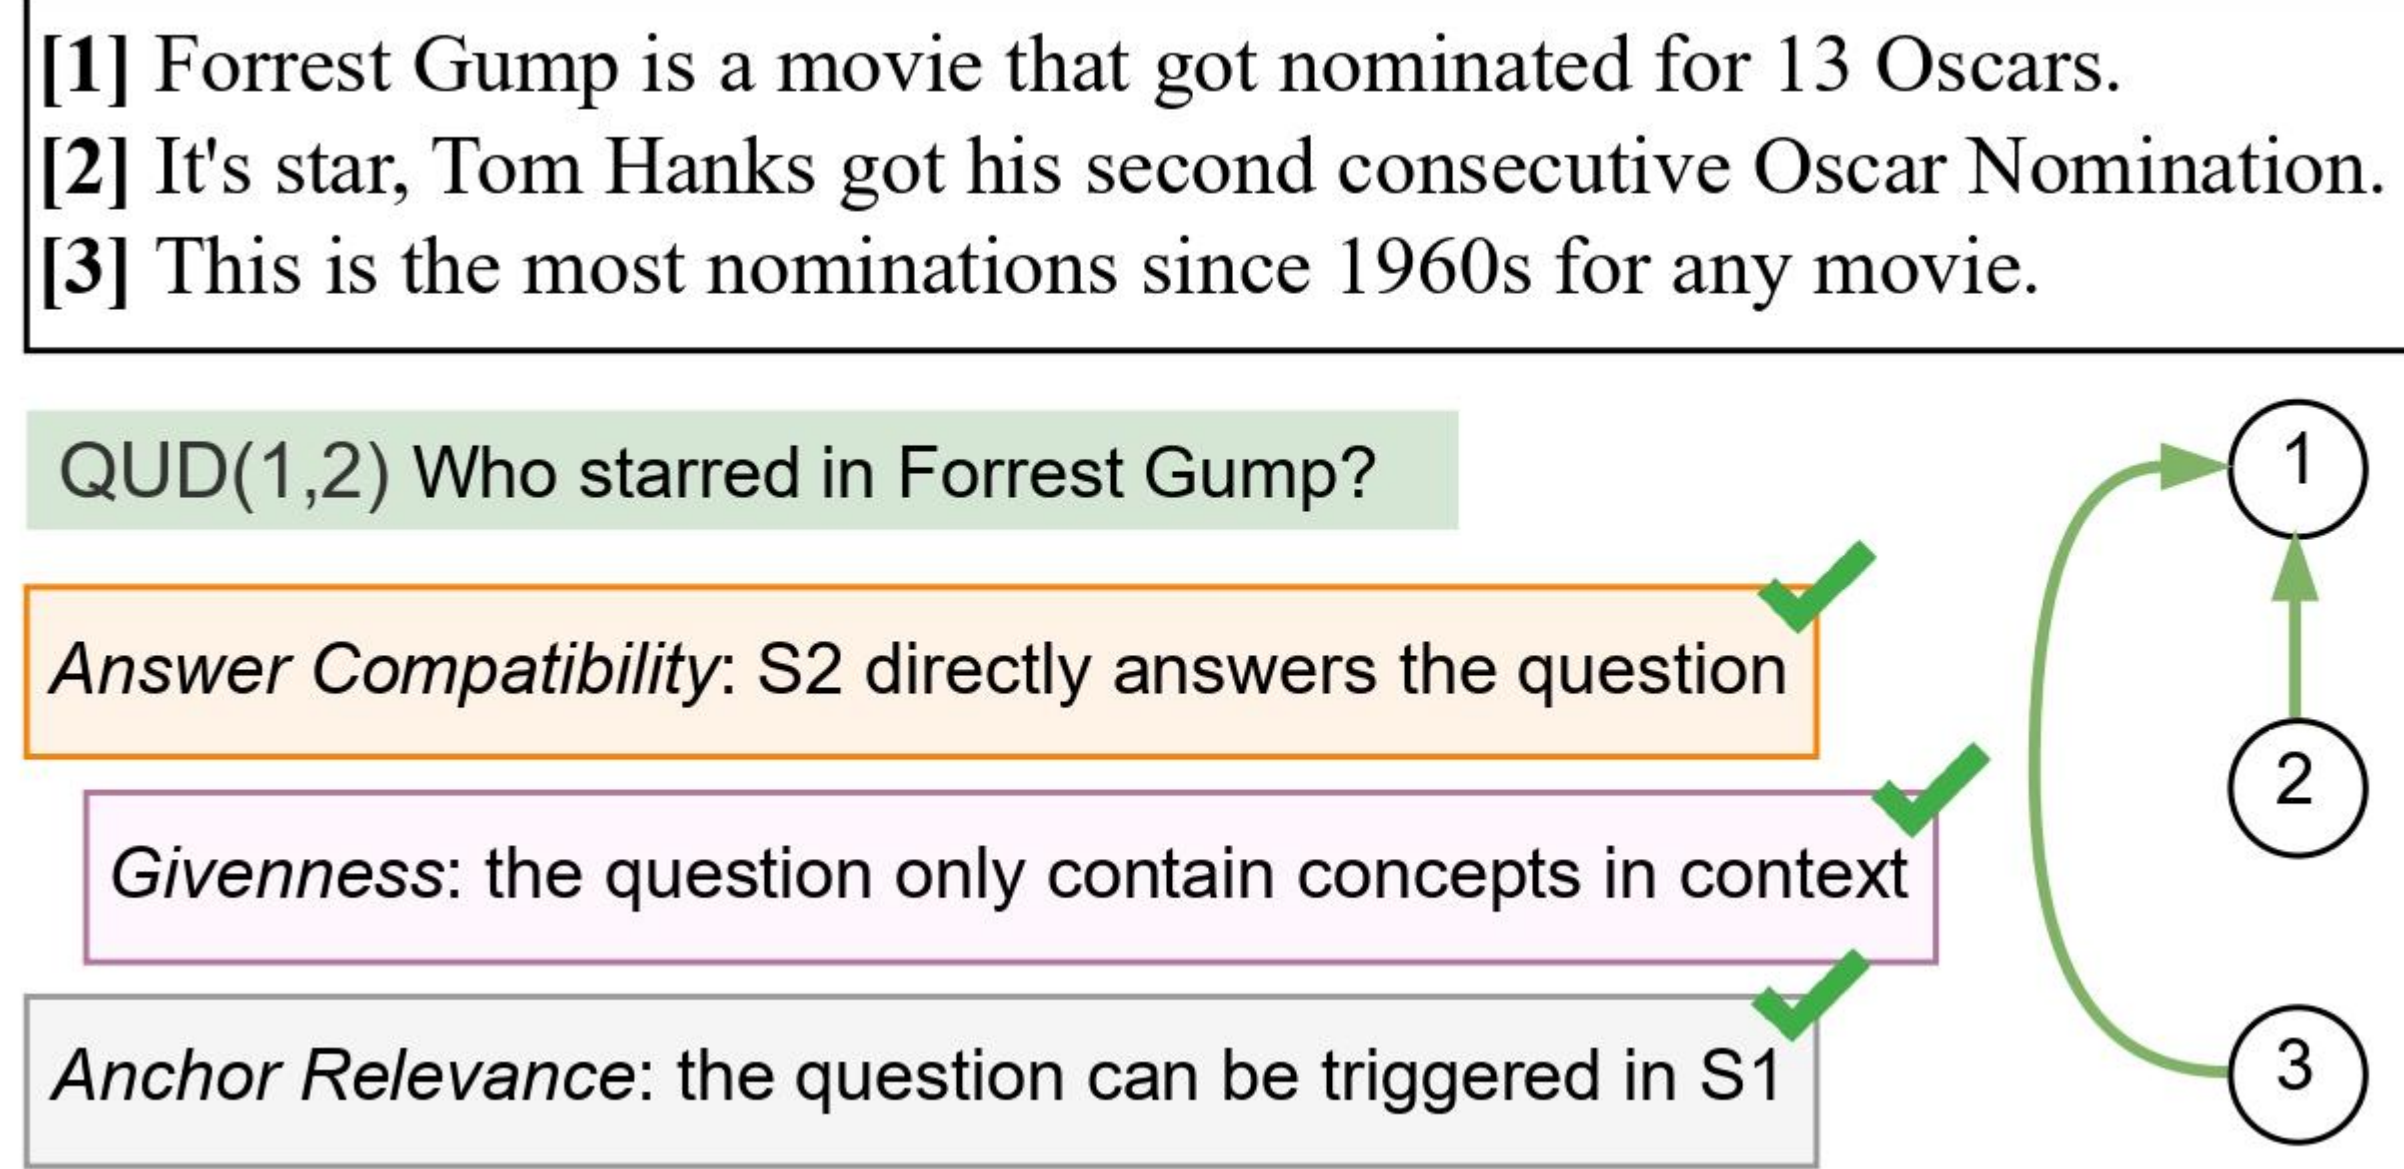 [1] Forrest Gump is a movie that got nominated for 13 Oscars.
[2] It's star, Tom Hanks got his second consecutive Oscar Nomination.
[3] This is the most nominations since 1960s for any movie.
QUD(1,2) Who starred in Forrest Gump?
Answer Compatibility: S2 directly answers the question
Givenness: the question only contain concepts in context
Anchor Relevance: the question can be triggered in S1
1
2
3